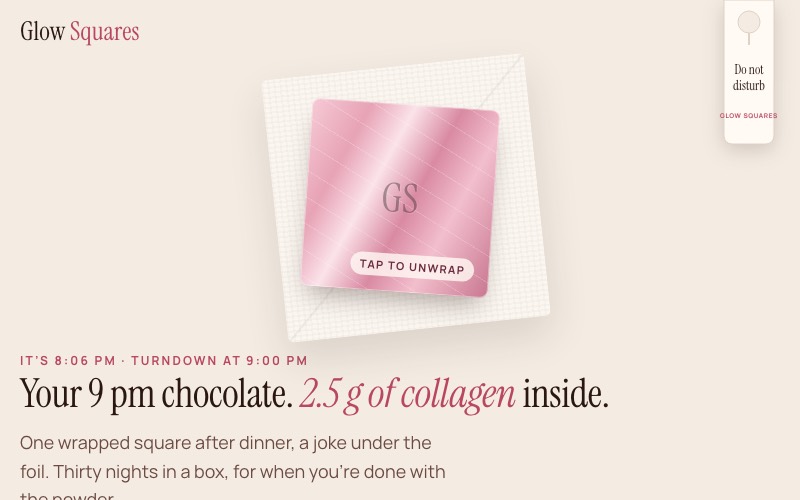 Glow Squares
Do not
disturb
GLOW SQUARES
GS
TAP TO UNWRAP
IT'S 8:06 PM · TURNDOWN AT 9:00 PM
Your 9 pm chocolate. 2.5 g of collagen inside.
One wrapped square after dinner, a joke under the
foil. Thirty nights in a box, for when you're done with
the powder.